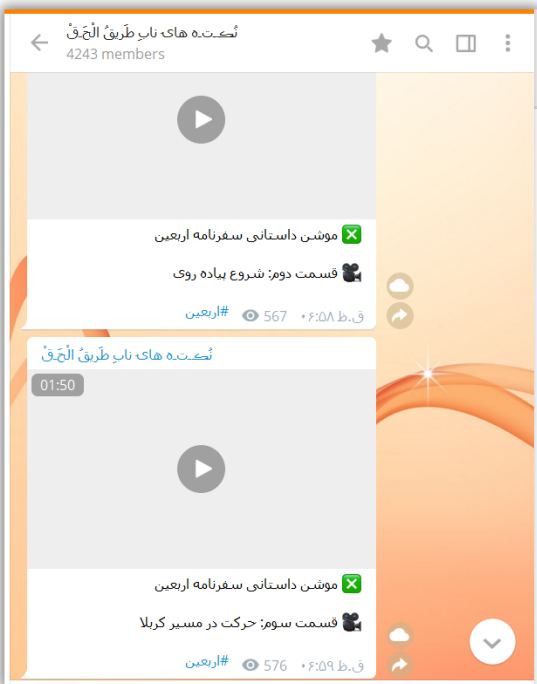 نُڪـتـہ های نابِ طَریقُ الْحَـقْ
4243 members
❎ موشن داستانی سفرنامه اربعین
🎥 قسمت دوم: شروع پیاده روی
#اربعین
567 ۰۶:۵۸ ق.ظ
نُڪـتـہ های نابِ طَریقُ الْحَـقْ
01:50
❎ موشن داستانی سفرنامه اربعین
🎥 قسمت سوم: حرکت در مسیر کربلا
#اربعین
576 ۰۶:۵۹ ق.ظ